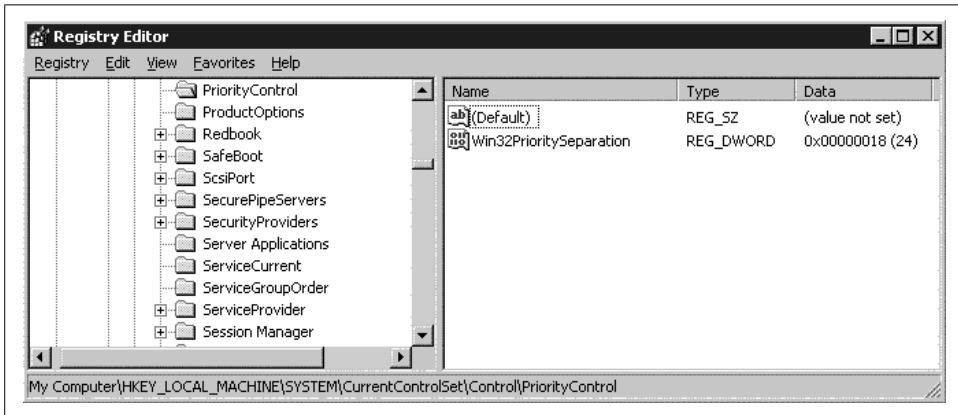 Registry Editor
Registry Edit View Favorites Help
PriorityControl
ProductOptions
Redbook
SafeBoot
ScsiPort
SecurePipeServers
SecurityProviders
Server Applications
ServiceCurrent
ServiceGroupOrder
ServiceProvider
Session Manager
Name Type Data
(Default) REG_SZ (value not set)
Win32PrioritySeparation REG_DWORD 0x00000018 (24)
My Computer\HKEY_LOCAL_MACHINE\SYSTEM\CurrentControlSet\Control\PriorityControl